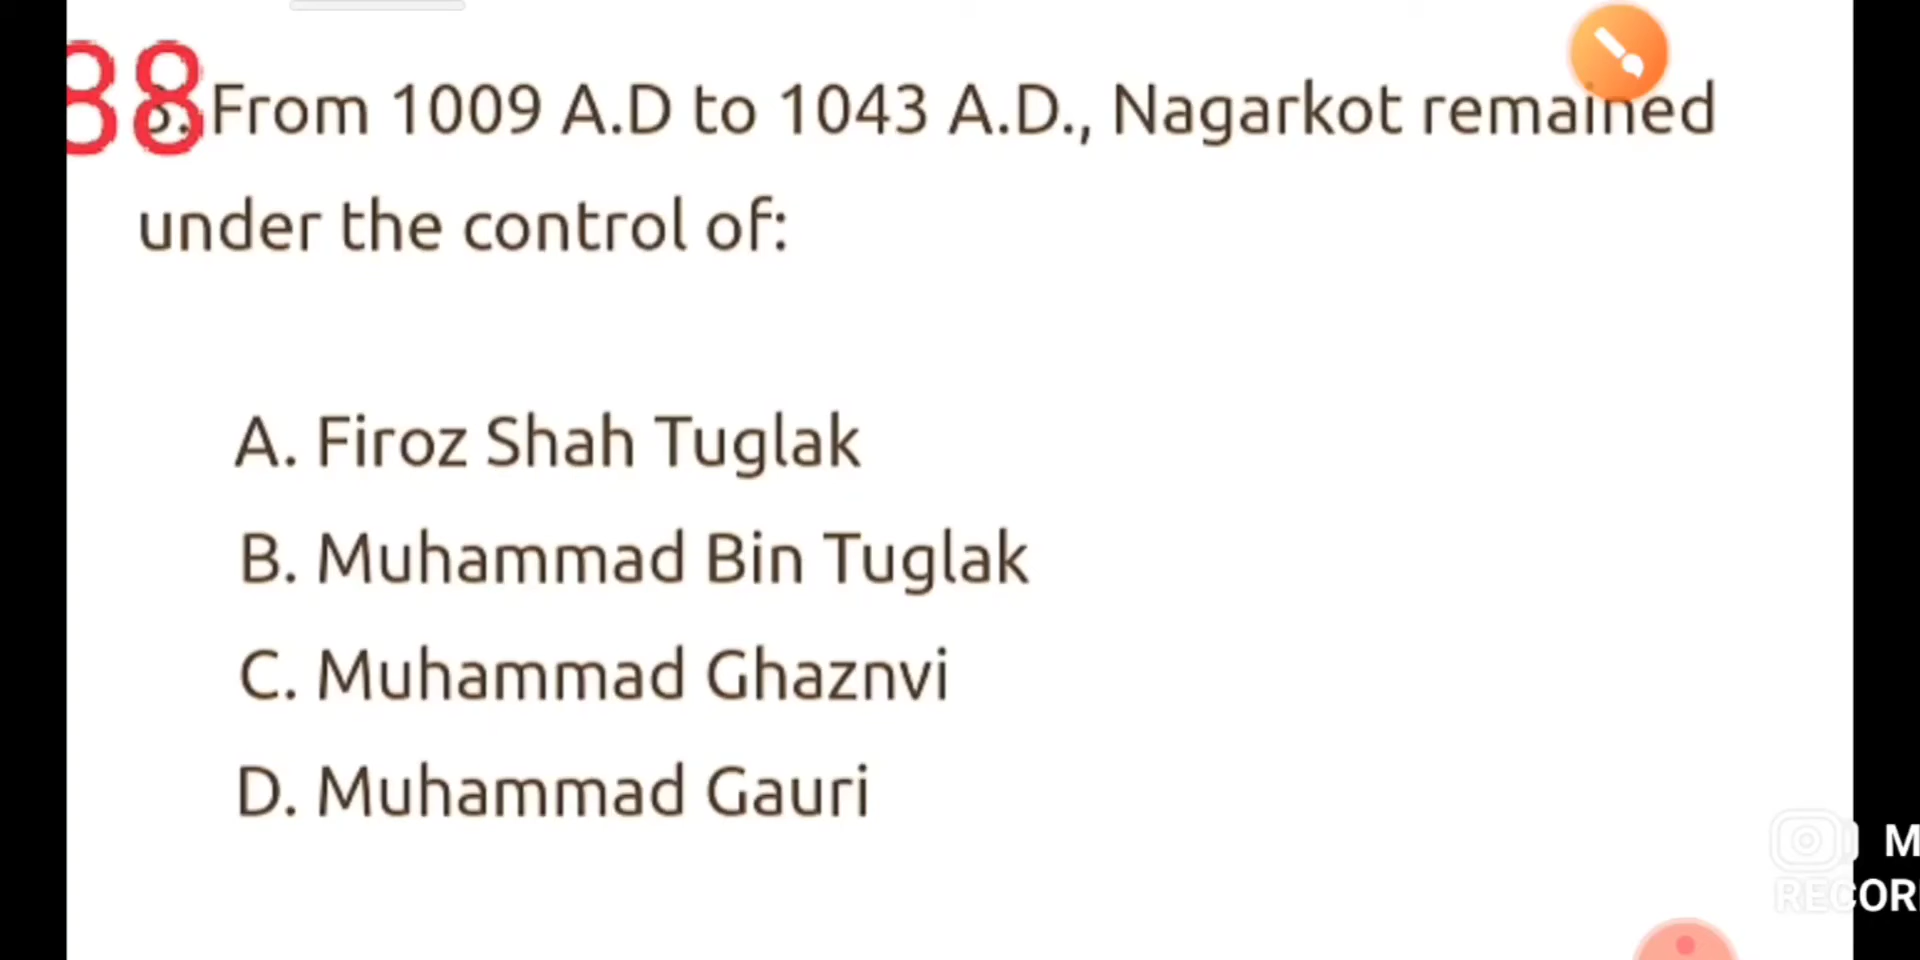 38 3. From 1009 A.D to 1043 A.D., Nagarkot remained
under the control of:
A. Firoz Shah Tuglak
B. Muhammad Bin Tuglak
C. Muhammad Ghaznvi
D. Muhammad Gauri
M
RECOR